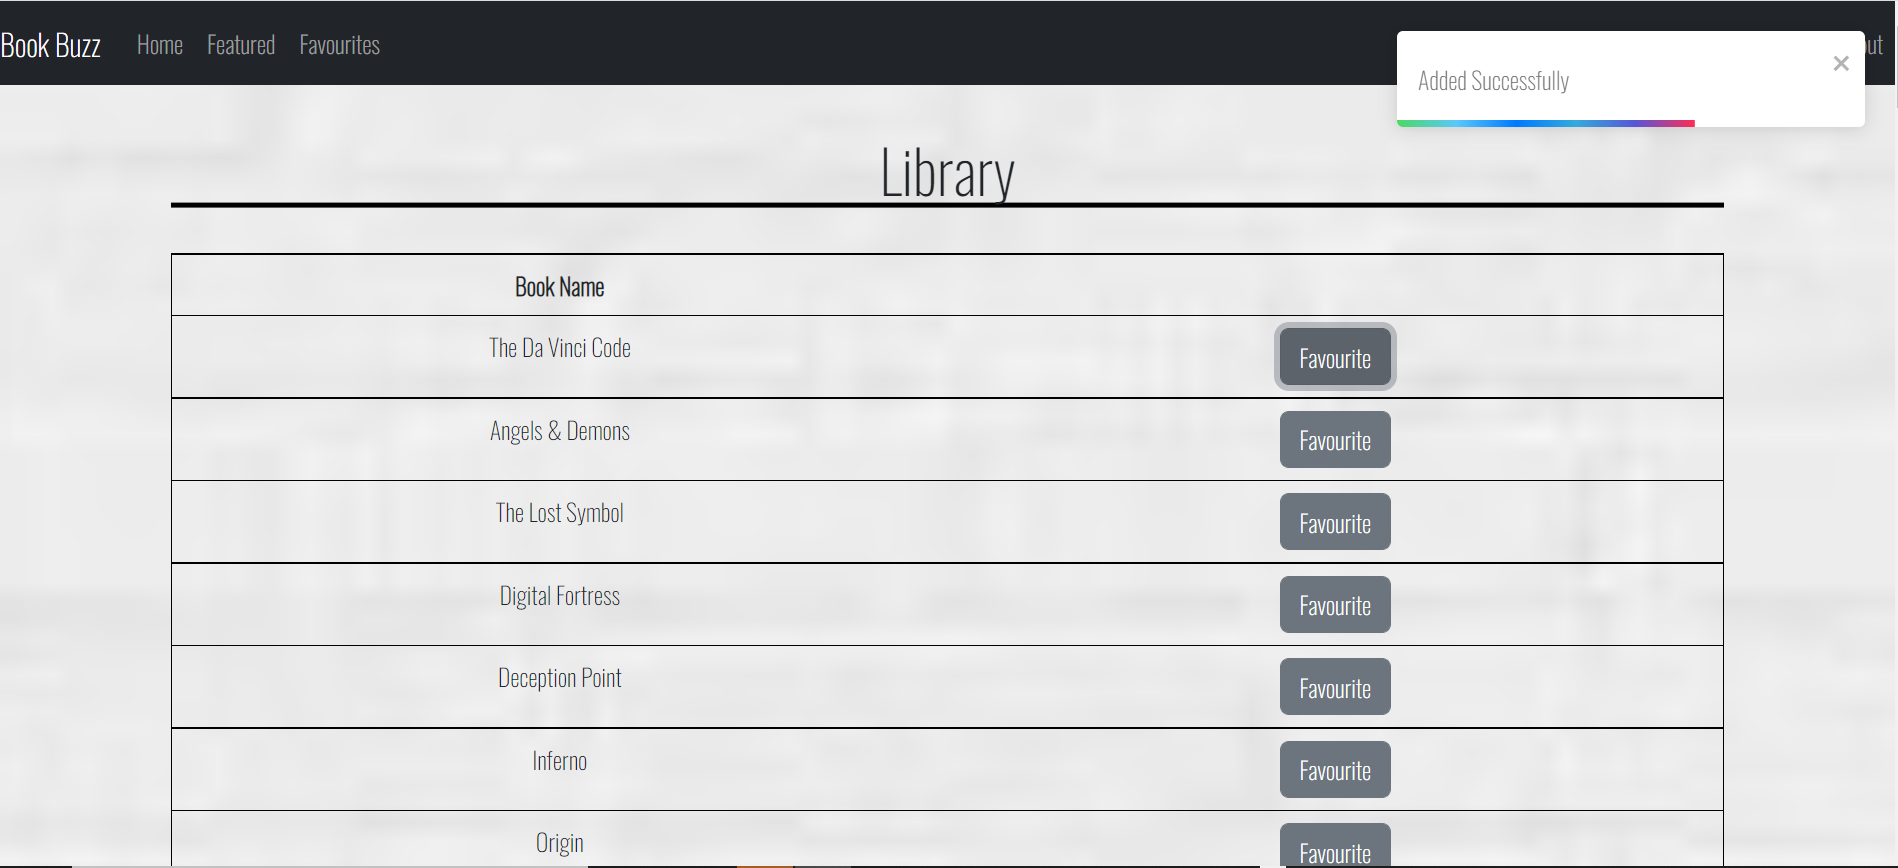 Book Buzz Home Featured Favourites
Added Successfully
Library
Book Name
The Da Vinci Code Favourite
Angels & Demons Favourite
The Lost Symbol Favourite
Digital Fortress Favourite
Deception Point Favourite
Inferno Favourite
Origin Favourite